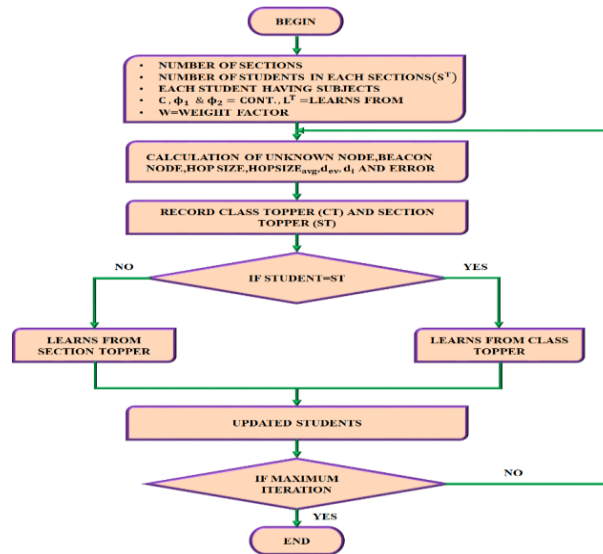 BEGIN
• NUMBER OF SECTIONS
• NUMBER OF STUDENTS IN EACH SECTIONS(Sᵀ)
• EACH STUDENT HAVING SUBJECTS
• C , ϕ₁ & ϕ₂ = CONT., Lᵀ =LEARNS FROM
• W=WEIGHT FACTOR
CALCULATION OF UNKNOWN NODE,BEACON
NODE,HOP SIZE,HOPSIZEavg,dev, di AND ERROR
RECORD CLASS TOPPER (CT) AND SECTION
TOPPER (ST)
NO
YES
IF STUDENT=ST
LEARNS FROM
SECTION TOPPER
LEARNS FROM CLASS
TOPPER
UPDATED STUDENTS
IF MAXIMUM
ITERATION
NO
YES
END